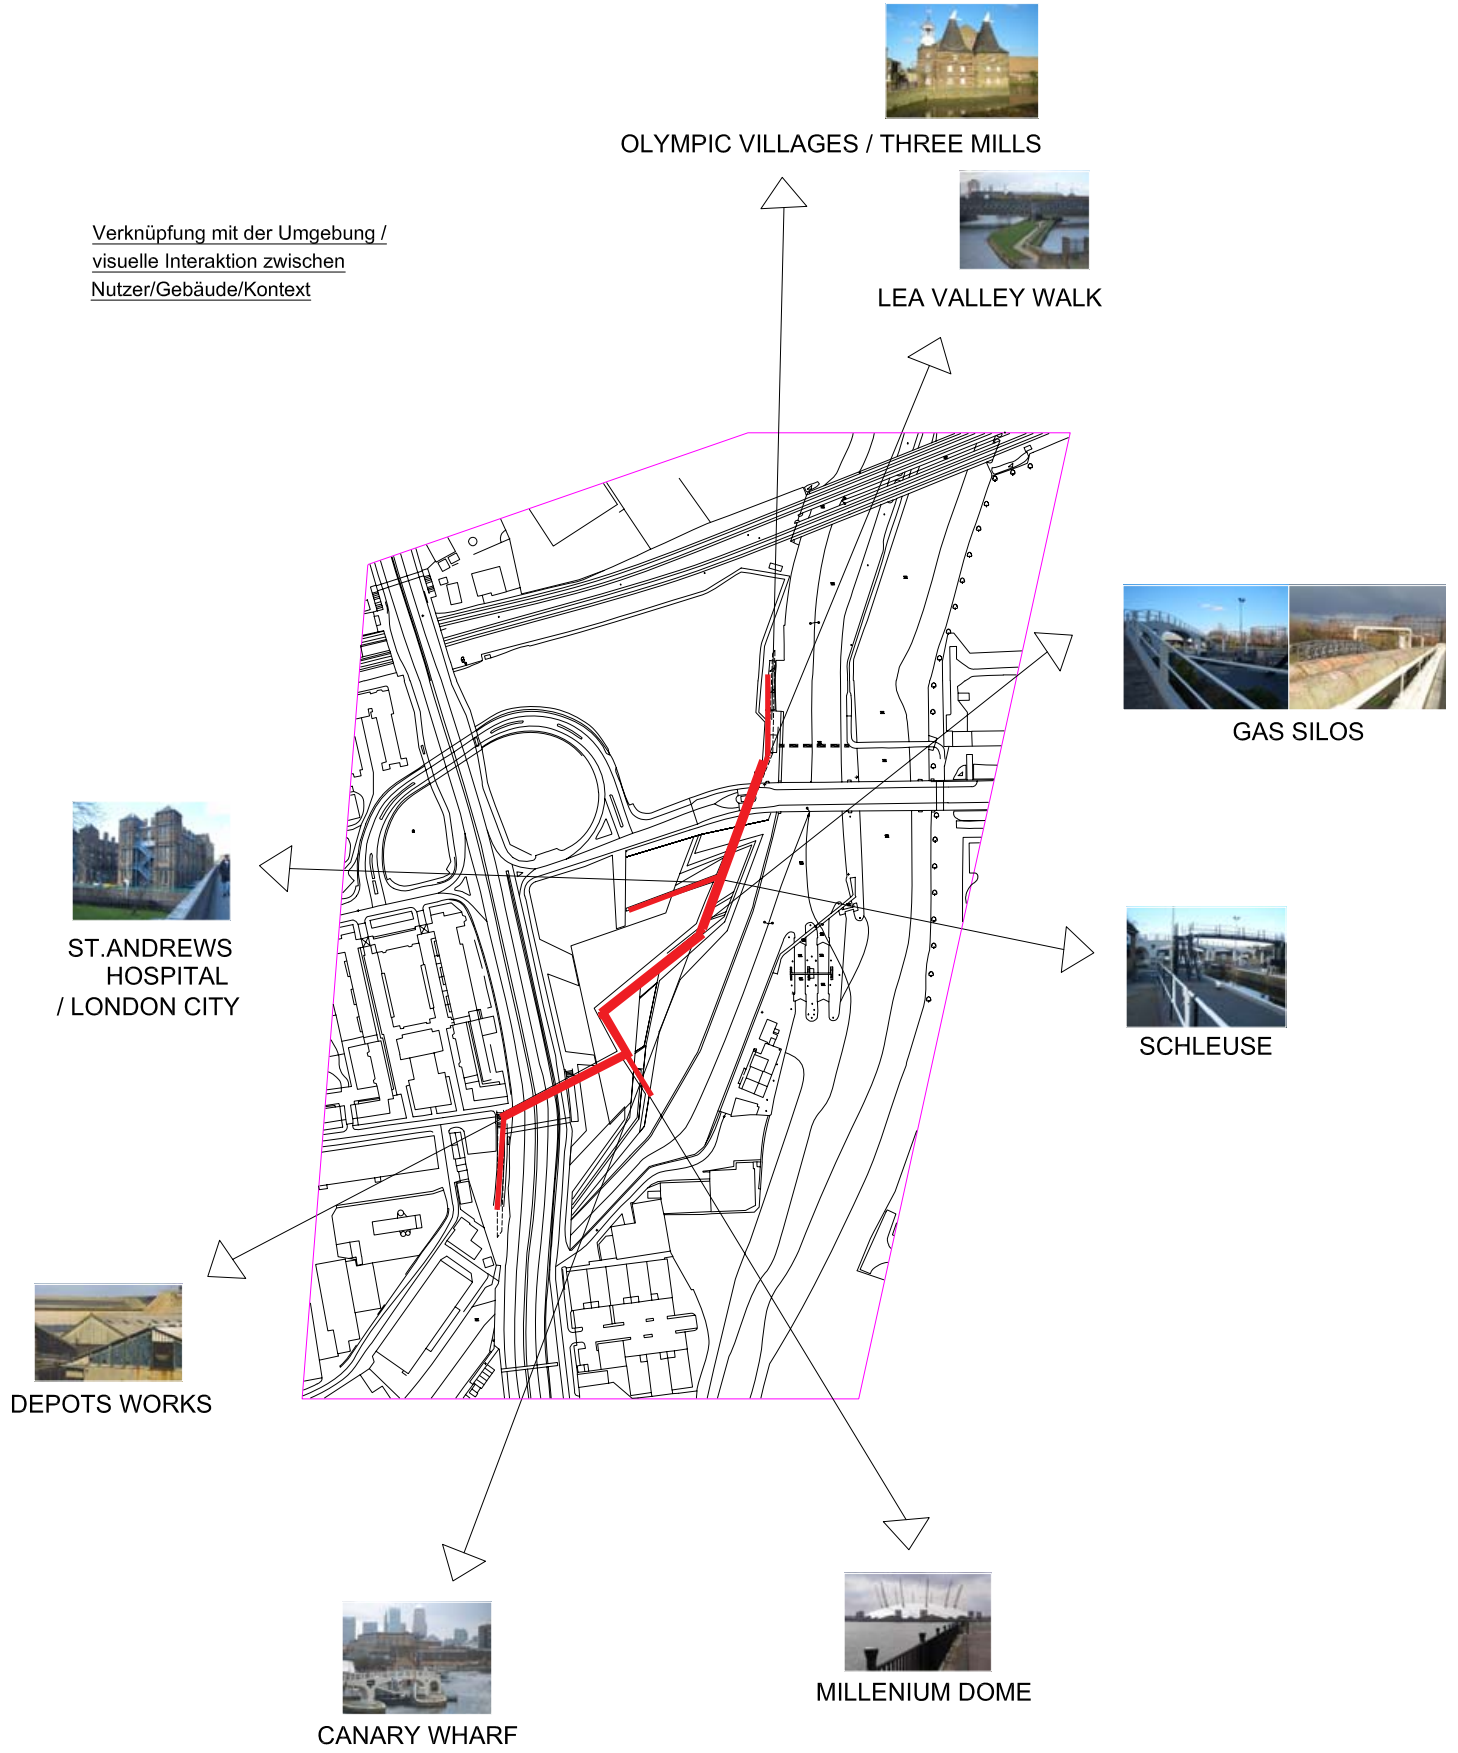 OLYMPIC VILLAGES / THREE MILLS
Verknüpfung mit der Umgebung /
visuelle Interaktion zwischen
Nutzer/Gebäude/Kontext
LEA VALLEY WALK
GAS SILOS
ST.ANDREWS
HOSPITAL
/ LONDON CITY
SCHLEUSE
DEPOTS WORKS
MILLENIUM DOME
CANARY WHARF